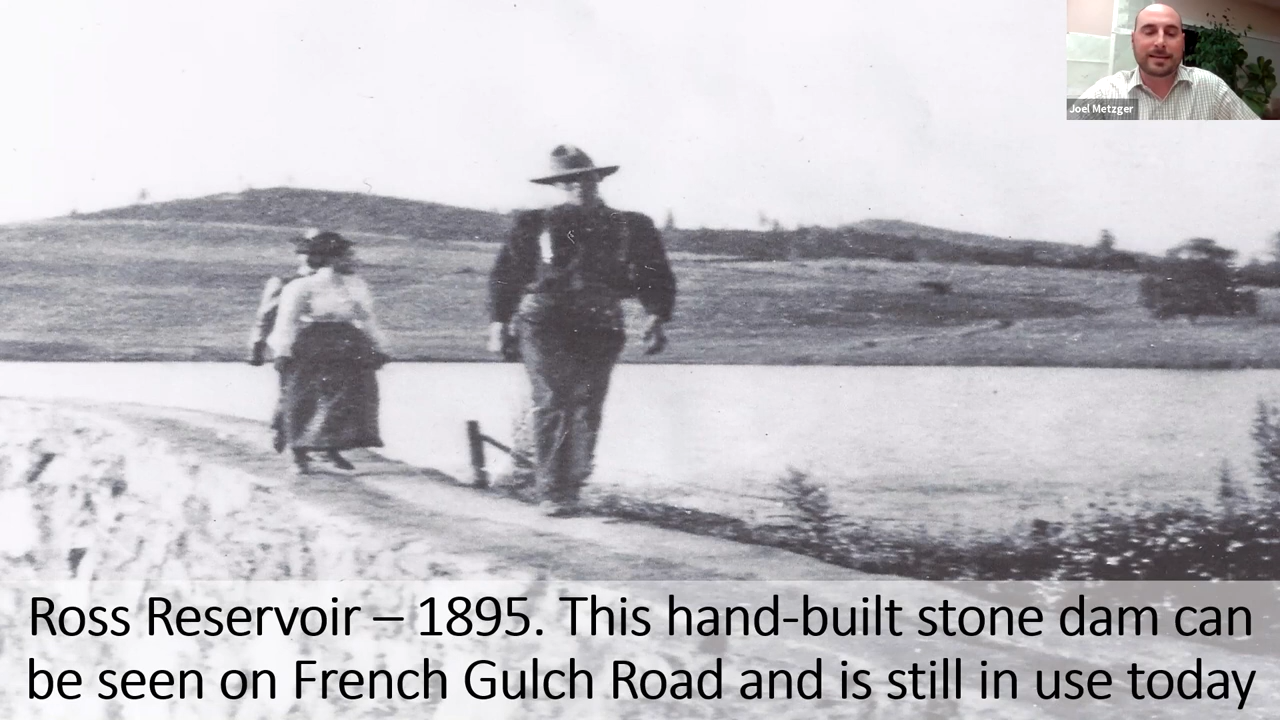 Joel Metzger
Ross Reservoir – 1895. This hand-built stone dam can
be seen on French Gulch Road and is still in use today